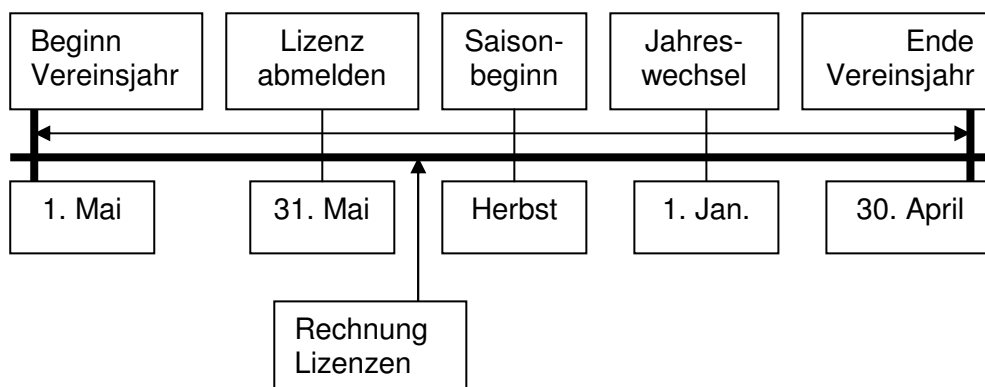 Beginn
Vereinsjahr
Lizenz
abmelden
Saison-
beginn
Jahres-
wechsel
Ende
Vereinsjahr
1. Mai
31. Mai
Herbst
1. Jan.
30. April
Rechnung
Lizenzen